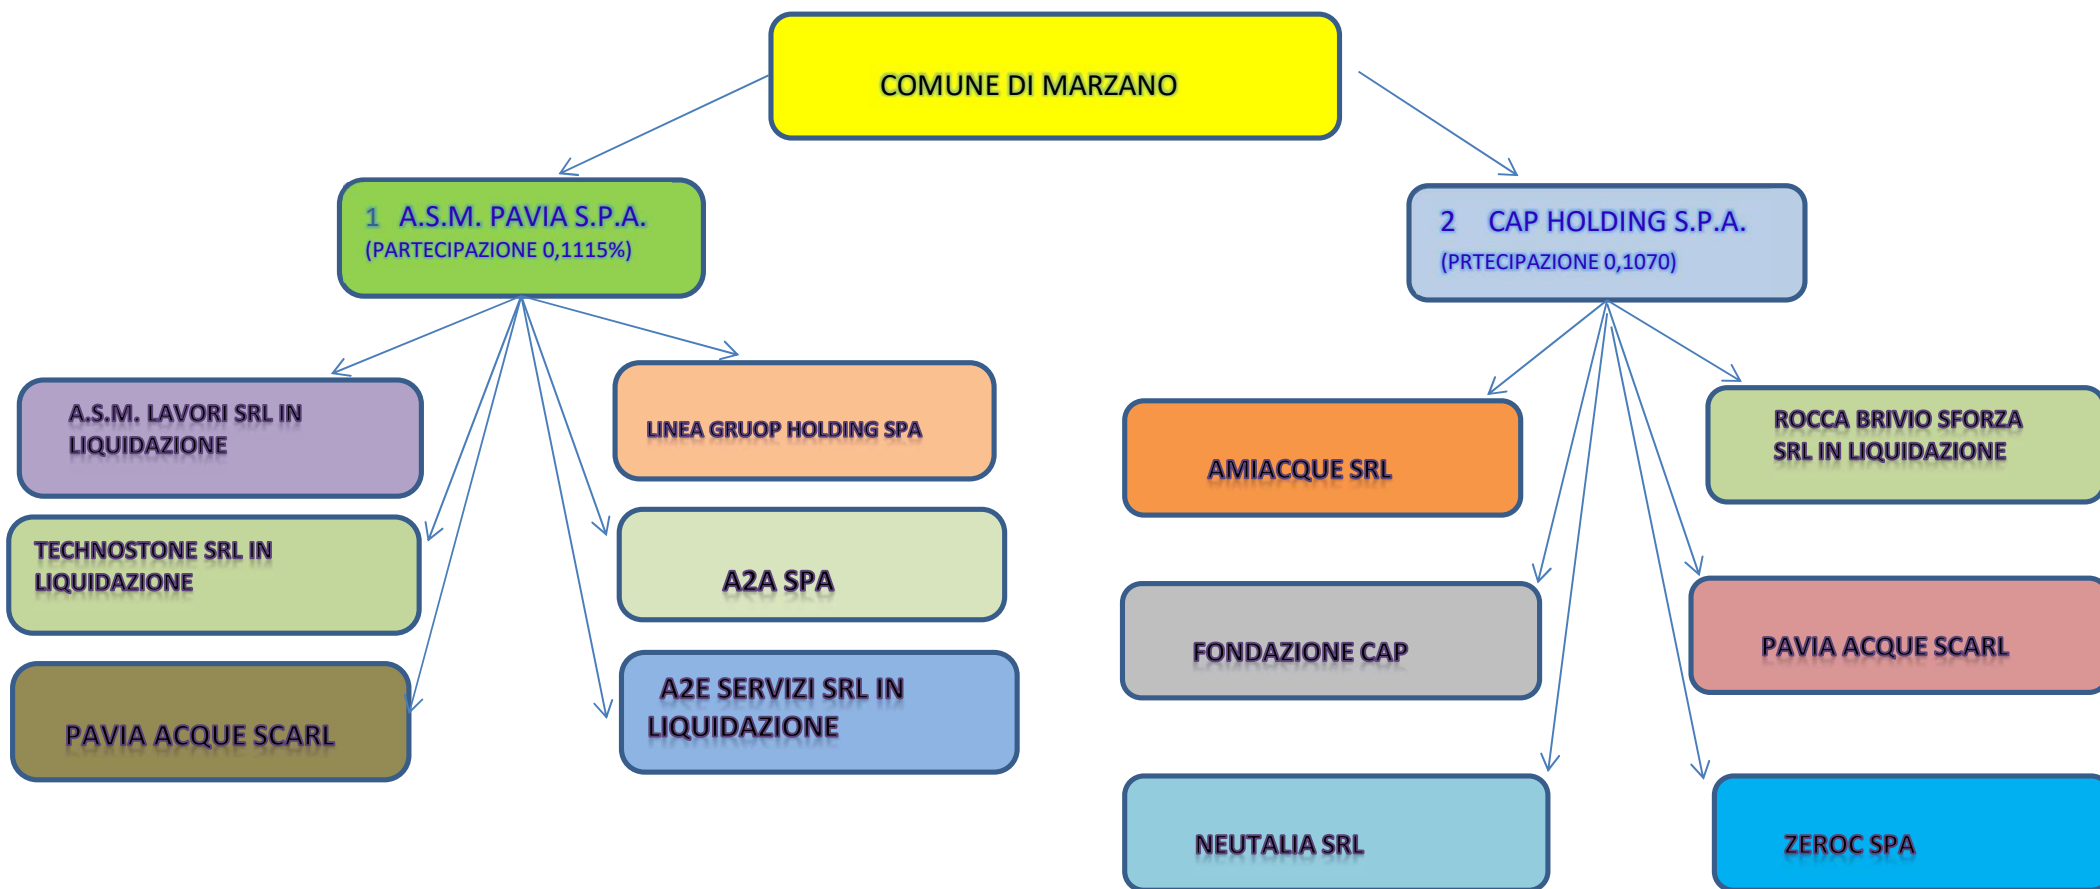 COMUNE DI MARZANO
1 A.S.M. PAVIA S.P.A.
(PARTECIPAZIONE 0,1115%)
2 CAP HOLDING S.P.A.
(PRTECIPAZIONE 0,1070)
A.S.M. LAVORI SRL IN
LIQUIDAZIONE
LINEA GRUOP HOLDING SPA
TECHNOSTONE SRL IN
LIQUIDAZIONE
A2A SPA
PAVIA ACQUE SCARL
A2E SERVIZI SRL IN
LIQUIDAZIONE
AMIACQUE SRL
ROCCA BRIVIO SFORZA
SRL IN LIQUIDAZIONE
FONDAZIONE CAP
PAVIA ACQUE SCARL
NEUTALIA SRL
ZEROC SPA